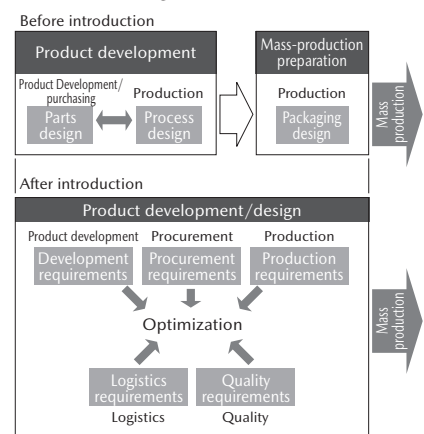 Before introduction
Product development
Mass-production
preparation
Product Development/
purchasing
Production
Parts
design
Process
design
Production
Packaging
design
Mass
production
After introduction
Product development/design
Product development
Procurement
Production
Development
requirements
Procurement
requirements
Production
requirements
Optimization
Mass
production
Logistics
requirements
Quality
requirements
Logistics
Quality